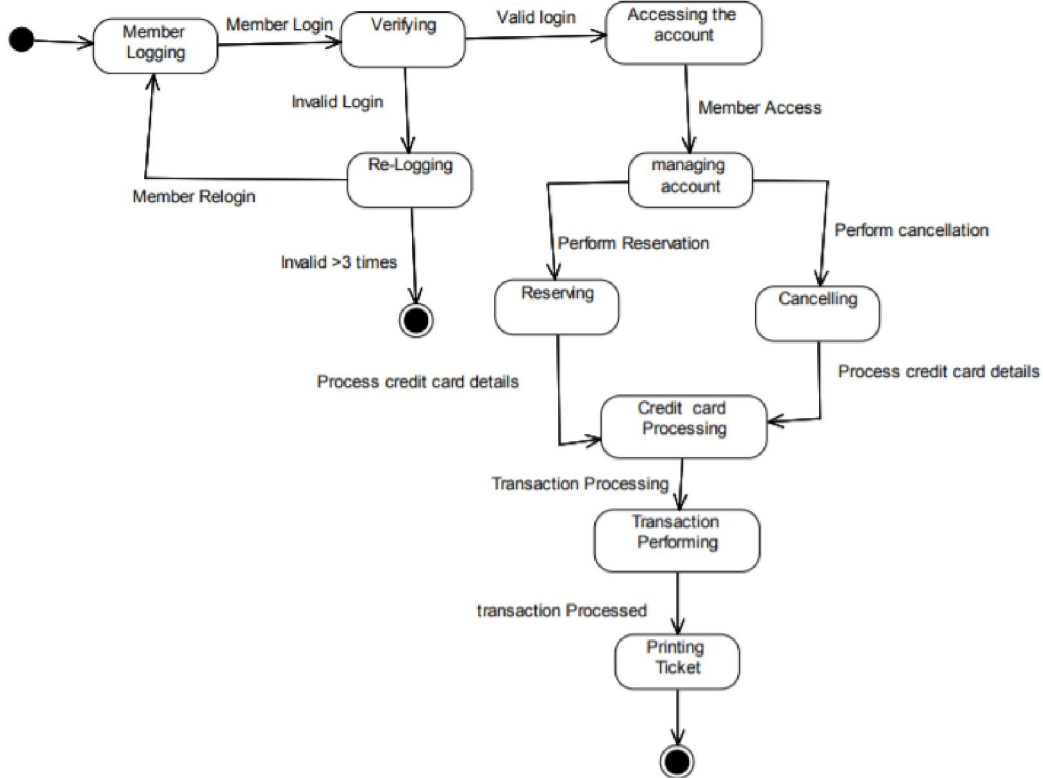 Member
Logging
Member Login
Verifying
Valid login
Accessing the
account
Invalid Login
Member Access
Re-Logging
managing
account
Member Relogin
Perform Reservation
Perform cancellation
Invalid >3 times
Reserving
Cancelling
Process credit card details
Process credit card details
Credit card
Processing
Transaction Processing
Transaction
Performing
transaction Processed
Printing
Ticket